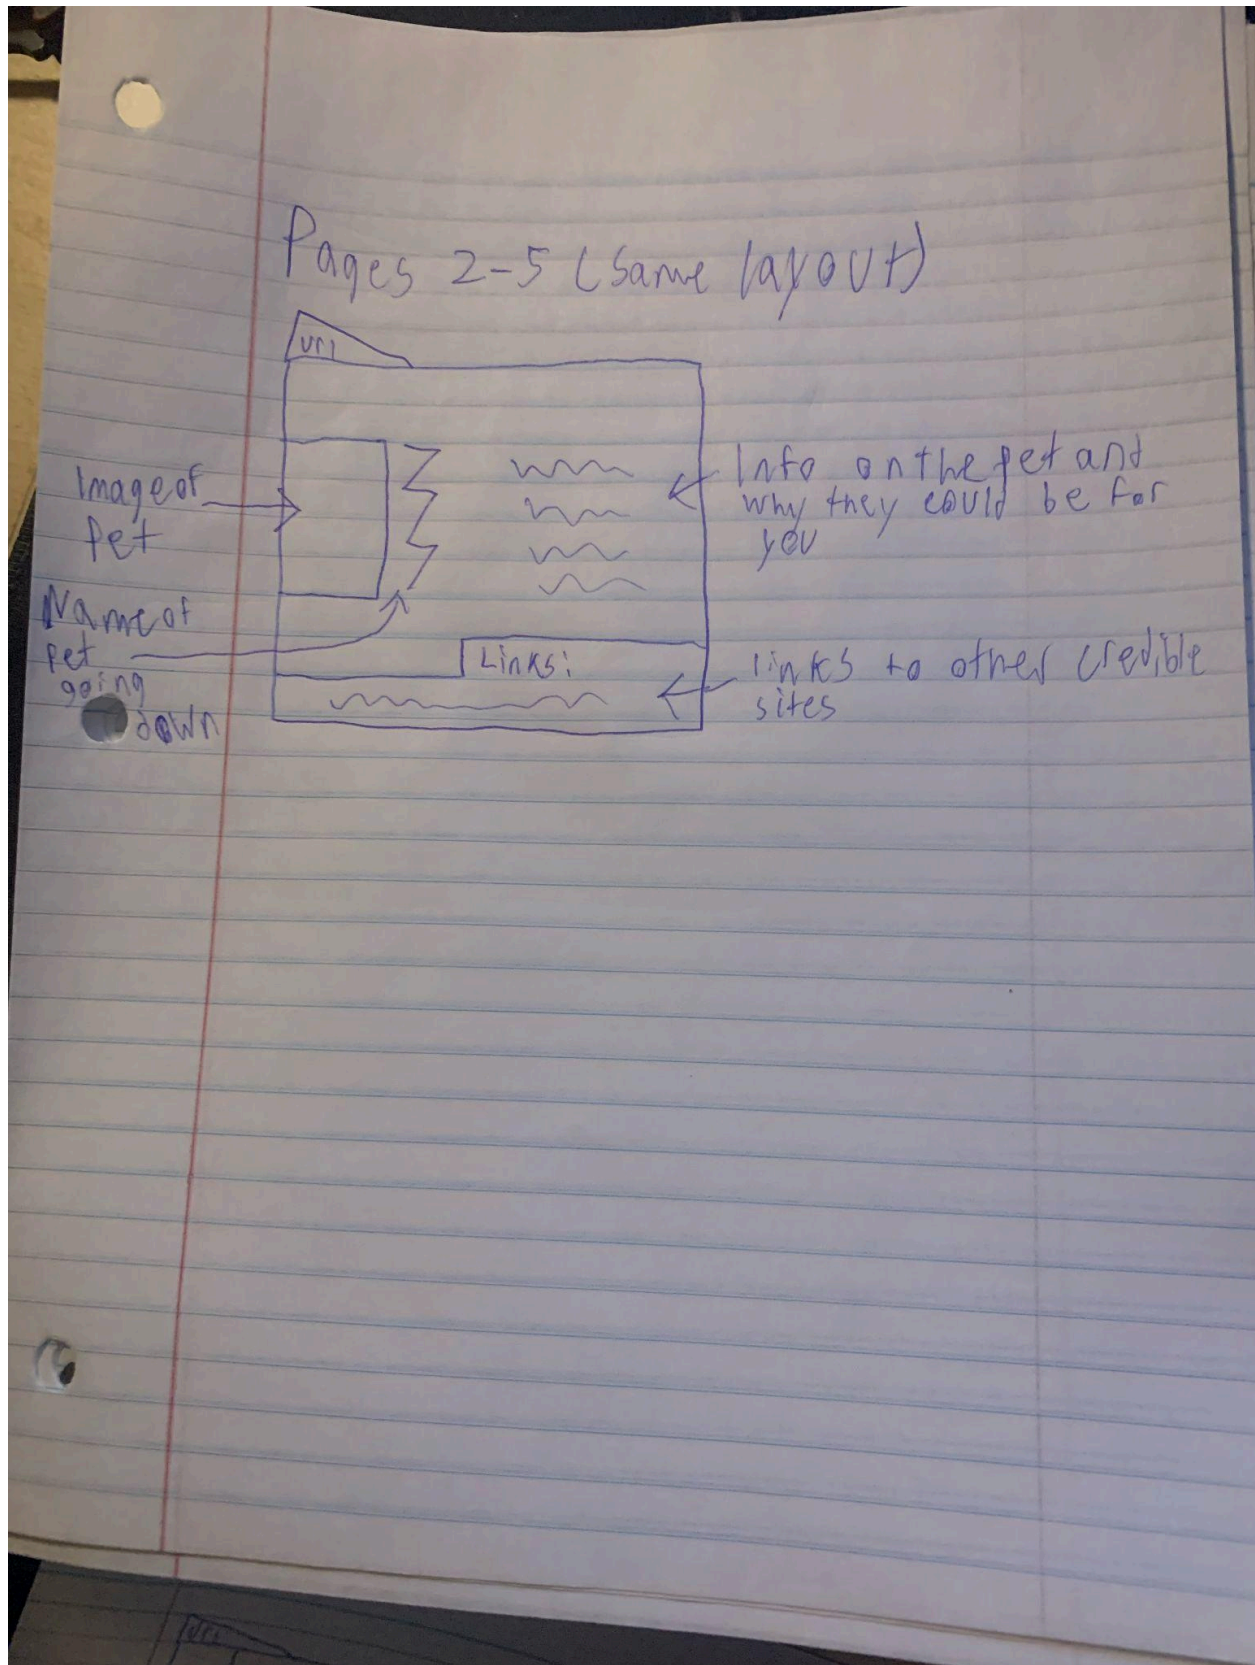 Pages 2-5 (same layout)
url
Image of
Pet
Info on the pet and
why they could be for
you
Name of
pet
going
down
Links:
links to other credible
sites
url